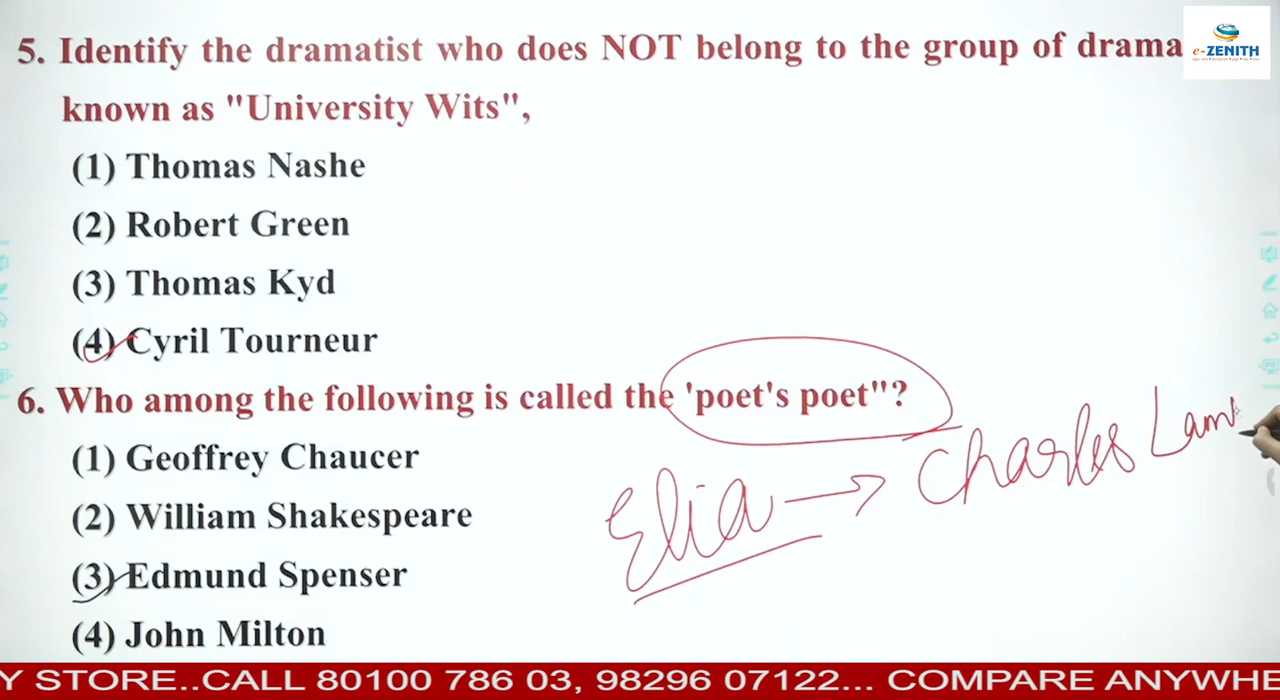 5. Identify the dramatist who does NOT belong to the group of drama
e-ZENITH
known as "University Wits",
(1) Thomas Nashe
(2) Robert Green
(3) Thomas Kyd
(4) Cyril Tourneur
6. Who among the following is called the 'poet's poet"?
(1) Geoffrey Chaucer
Elia → Charles Lam
(2) William Shakespeare
(3) Edmund Spenser
(4) John Milton
Y STORE..CALL 80100 786 03, 98296 07122... COMPARE ANYWHE